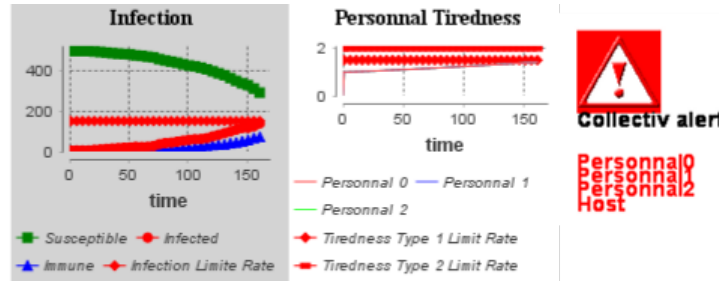 Infection
400
200
0
0 50 100 150
time
Susceptible Infected
Immune Infection Limite Rate
Personnal Tiredness
2
0
0 50 100 150
time
Personnal 0 Personnal 1
Personnal 2
Tiredness Type 1 Limit Rate
Tiredness Type 2 Limit Rate
!
Collectiv alert
Personnal0
Personnal1
Personnal2
Host